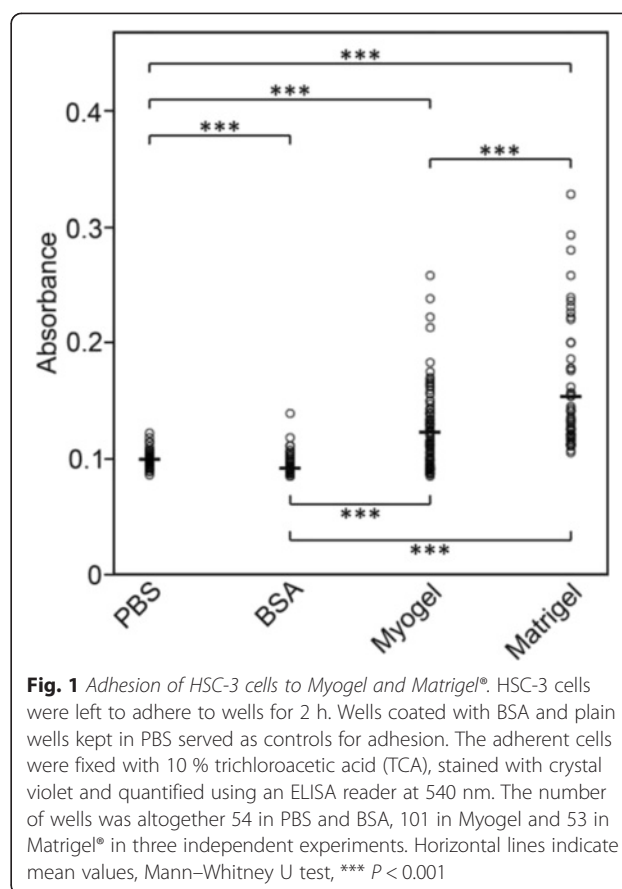 ***
***
***
***
0.4
0.3
0.2
0.1
0
Absorbance
***
***
PBS
BSA
Myogel
Matrigel
Fig. 1 Adhesion of HSC-3 cells to Myogel and Matrigel®. HSC-3 cells
were left to adhere to wells for 2 h. Wells coated with BSA and plain
wells kept in PBS served as controls for adhesion. The adherent cells
were fixed with 10 % trichloroacetic acid (TCA), stained with crystal
violet and quantified using an ELISA reader at 540 nm. The number
of wells was altogether 54 in PBS and BSA, 101 in Myogel and 53 in
Matrigel® in three independent experiments. Horizontal lines indicate
mean values, Mann–Whitney U test, *** P < 0.001